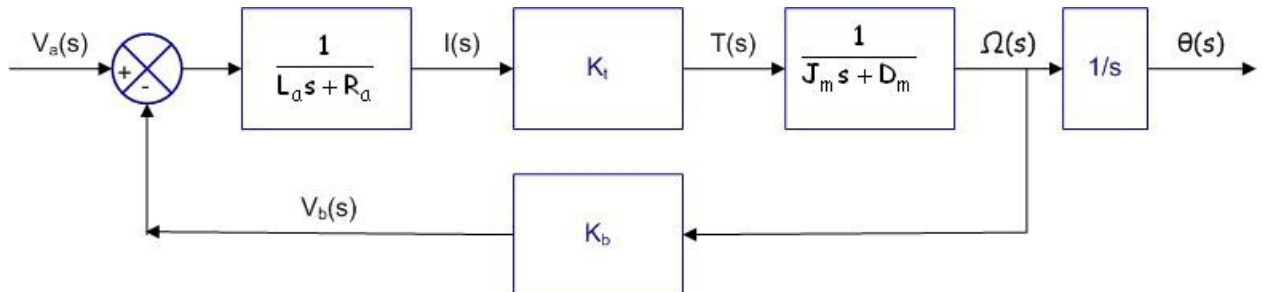 Vₐ(s)
+
-
1
Lₐs + Rₐ
I(s)
Kₜ
T(s)
1
Jₘs + Dₘ
Ω(s)
1/s
θ(s)
V_b(s)
K_b